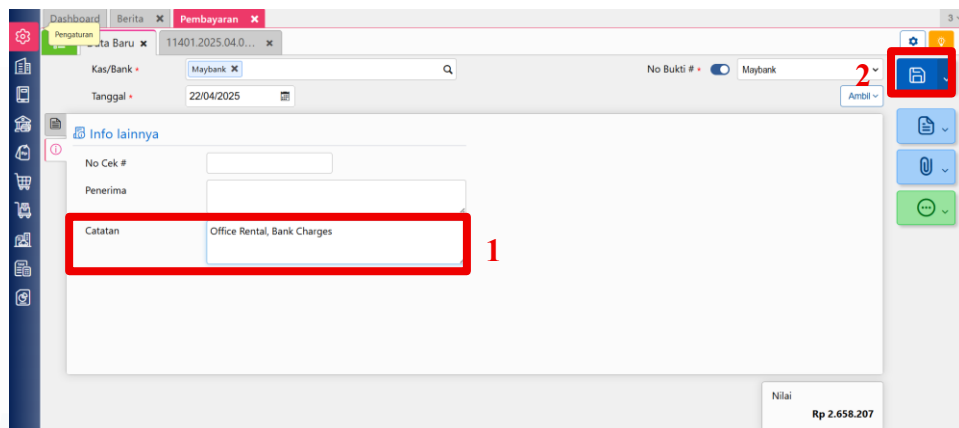 Dashboard Berita Pembayaran 3
Pengaturan
Data Baru 11401.2025.04.0...
Kas/Bank • Maybank No Bukti # • Maybank
2
Tanggal • 22/04/2025 Ambil
Info lainnya
No Cek #
Penerima
Catatan Office Rental, Bank Charges
1
Nilai
Rp 2.658.207